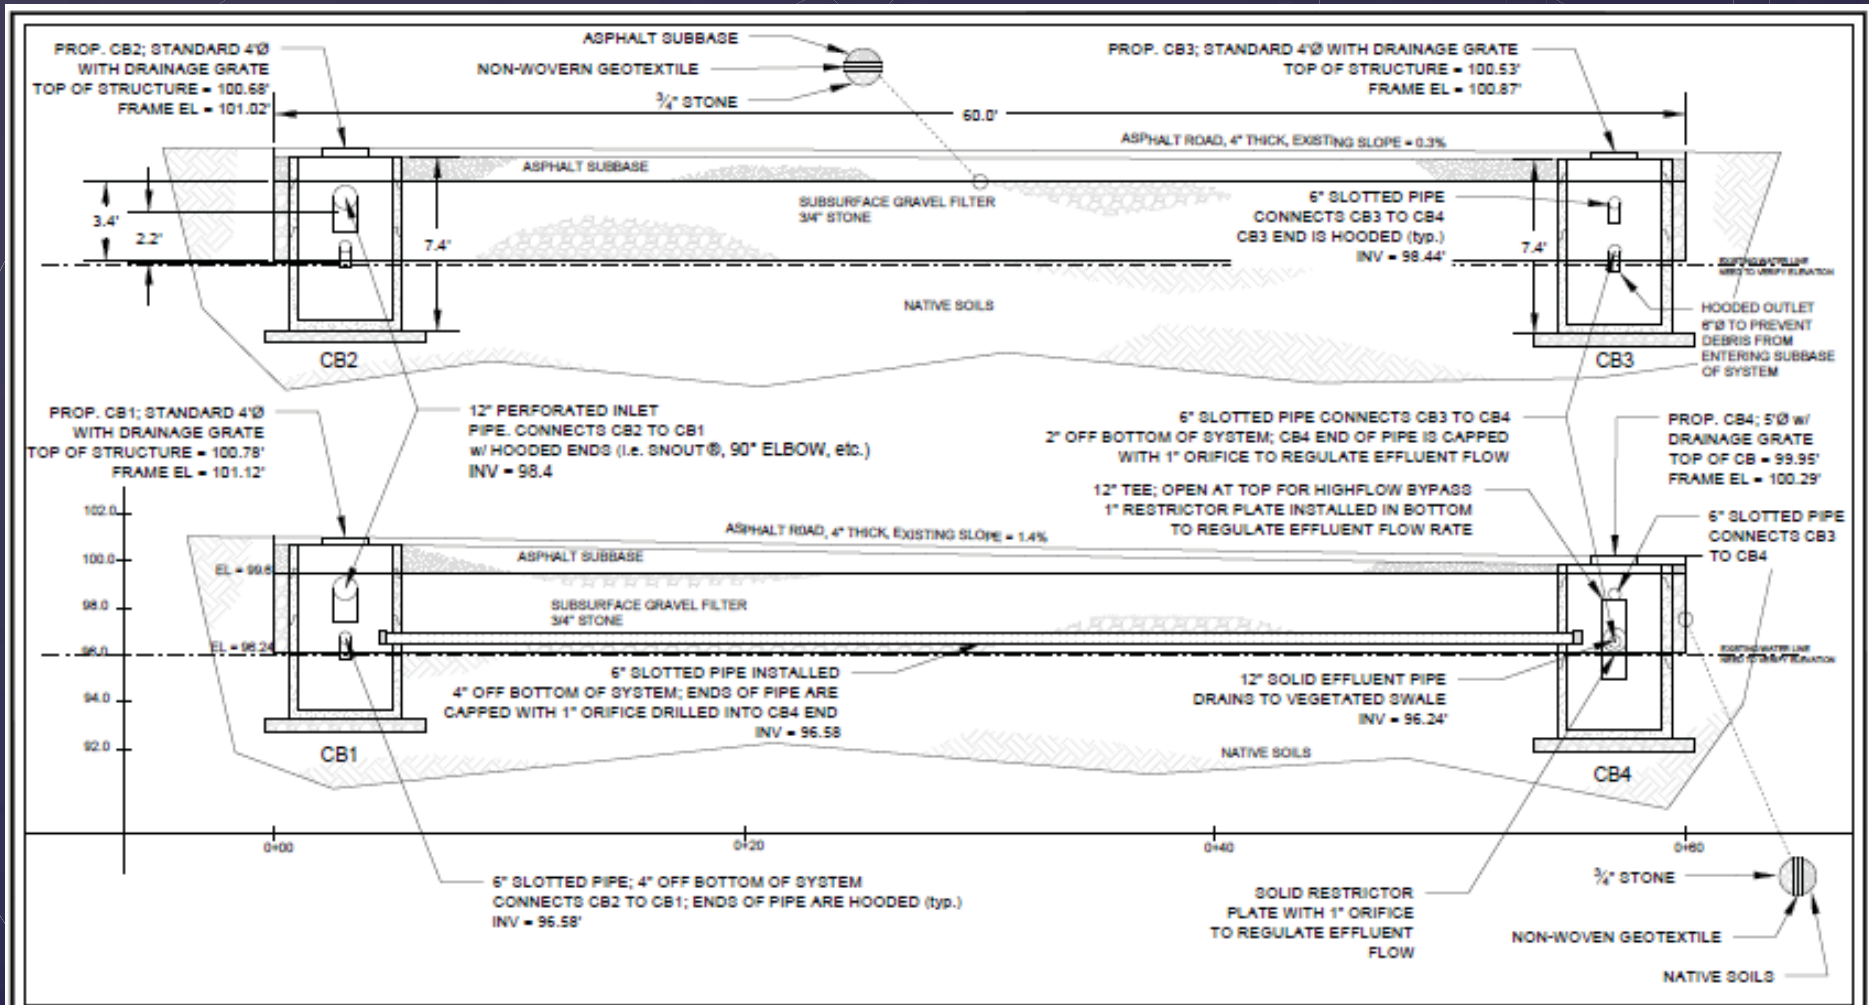 PROP. CB2; STANDARD 4'Ø
WITH DRAINAGE GRATE
TOP OF STRUCTURE = 100.68'
FRAME EL = 101.02'
ASPHALT SUBBASE
NON-WOVERN GEOTEXTILE
¾" STONE
PROP. CB3; STANDARD 4'Ø WITH DRAINAGE GRATE
TOP OF STRUCTURE = 100.53'
FRAME EL = 100.87'
60.0'
ASPHALT ROAD, 4" THICK, EXISTING SLOPE = 0.3%
ASPHALT SUBBASE
SUBSURFACE GRAVEL FILTER
3/4" STONE
6" SLOTTED PIPE
CONNECTS CB3 TO CB4
CB3 END IS HOODED (typ.)
INV = 98.44'
3.4'
2.2'
7.4'
7.4'
EXISTING WATER LINE
NEED TO VERIFY ELEVATION
NATIVE SOILS
HOODED OUTLET
6"Ø TO PREVENT
DEBRIS FROM
ENTERING SUBBASE
OF SYSTEM
CB2
CB3
PROP. CB1; STANDARD 4'Ø
WITH DRAINAGE GRATE
TOP OF STRUCTURE = 100.78'
FRAME EL = 101.12'
12" PERFORATED INLET
PIPE. CONNECTS CB2 TO CB1
w/ HOODED ENDS (i.e. SNOUT®, 90° ELBOW, etc.)
INV = 98.4
6" SLOTTED PIPE CONNECTS CB3 TO CB4
2" OFF BOTTOM OF SYSTEM; CB4 END OF PIPE IS CAPPED
WITH 1" ORIFICE TO REGULATE EFFLUENT FLOW
PROP. CB4; 5'Ø w/
DRAINAGE GRATE
TOP OF CB = 99.95'
FRAME EL = 100.29'
12" TEE; OPEN AT TOP FOR HIGHFLOW BYPASS
1" RESTRICTOR PLATE INSTALLED IN BOTTOM
TO REGULATE EFFLUENT FLOW RATE
6" SLOTTED PIPE
CONNECTS CB3
TO CB4
102.0
100.0
98.0
96.0
94.0
92.0
ASPHALT ROAD, 4" THICK, EXISTING SLOPE = 1.4%
ASPHALT SUBBASE
EL = 99.6
SUBSURFACE GRAVEL FILTER
3/4" STONE
EL = 96.24
EXISTING WATER LINE
NEED TO VERIFY ELEVATION
6" SLOTTED PIPE INSTALLED
4" OFF BOTTOM OF SYSTEM; ENDS OF PIPE ARE
CAPPED WITH 1" ORIFICE DRILLED INTO CB4 END
INV = 96.58
12" SOLID EFFLUENT PIPE
DRAINS TO VEGETATED SWALE
INV = 96.24'
NATIVE SOILS
CB1
CB4
0+00
0+20
0+40
0+60
6" SLOTTED PIPE; 4" OFF BOTTOM OF SYSTEM
CONNECTS CB2 TO CB1; ENDS OF PIPE ARE HOODED (typ.)
INV = 96.58'
SOLID RESTRICTOR
PLATE WITH 1" ORIFICE
TO REGULATE EFFLUENT
FLOW
¾" STONE
NON-WOVEN GEOTEXTILE
NATIVE SOILS